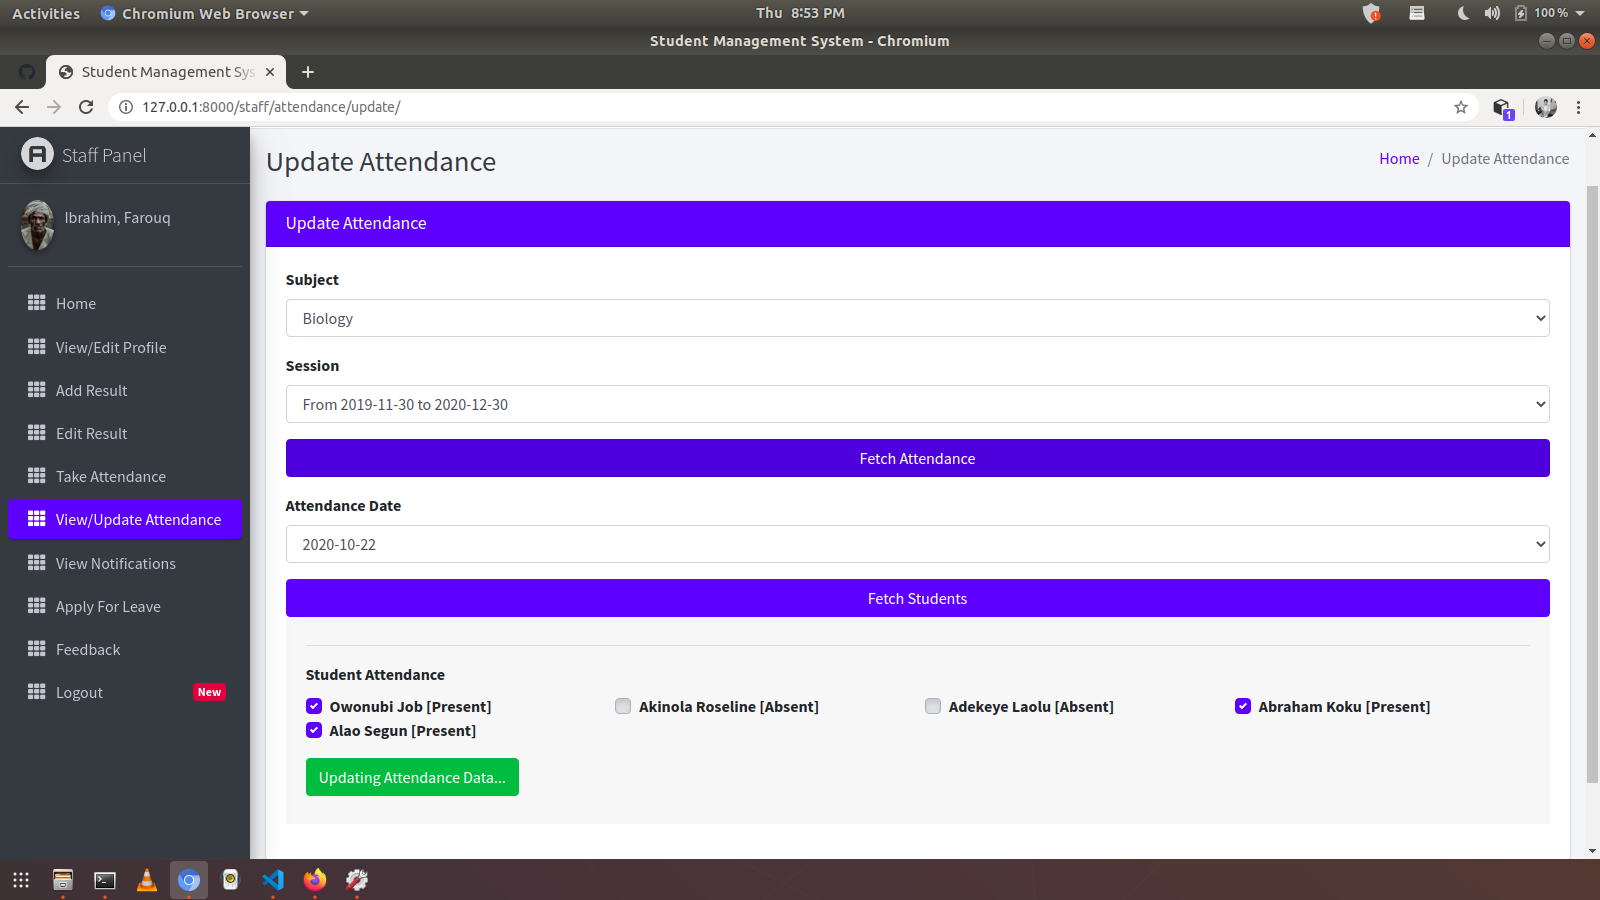 Activities Chromium Web Browser Thu 8:53 PM 100 %
Student Management System - Chromium
Student Management Sys
127.0.0.1:8000/staff/attendance/update/
1
Staff Panel
Ibrahim, Farouq
Home
View/Edit Profile
Add Result
Edit Result
Take Attendance
View/Update Attendance
View Notifications
Apply For Leave
Feedback
Logout New
Update Attendance
Home / Update Attendance
Update Attendance
Subject
Biology
Session
From 2019-11-30 to 2020-12-30
Fetch Attendance
Attendance Date
2020-10-22
Fetch Students
Student Attendance
Owonubi Job [Present] Akinola Roseline [Absent] Adekeye Laolu [Absent] Abraham Koku [Present]
Alao Segun [Present]
Updating Attendance Data...